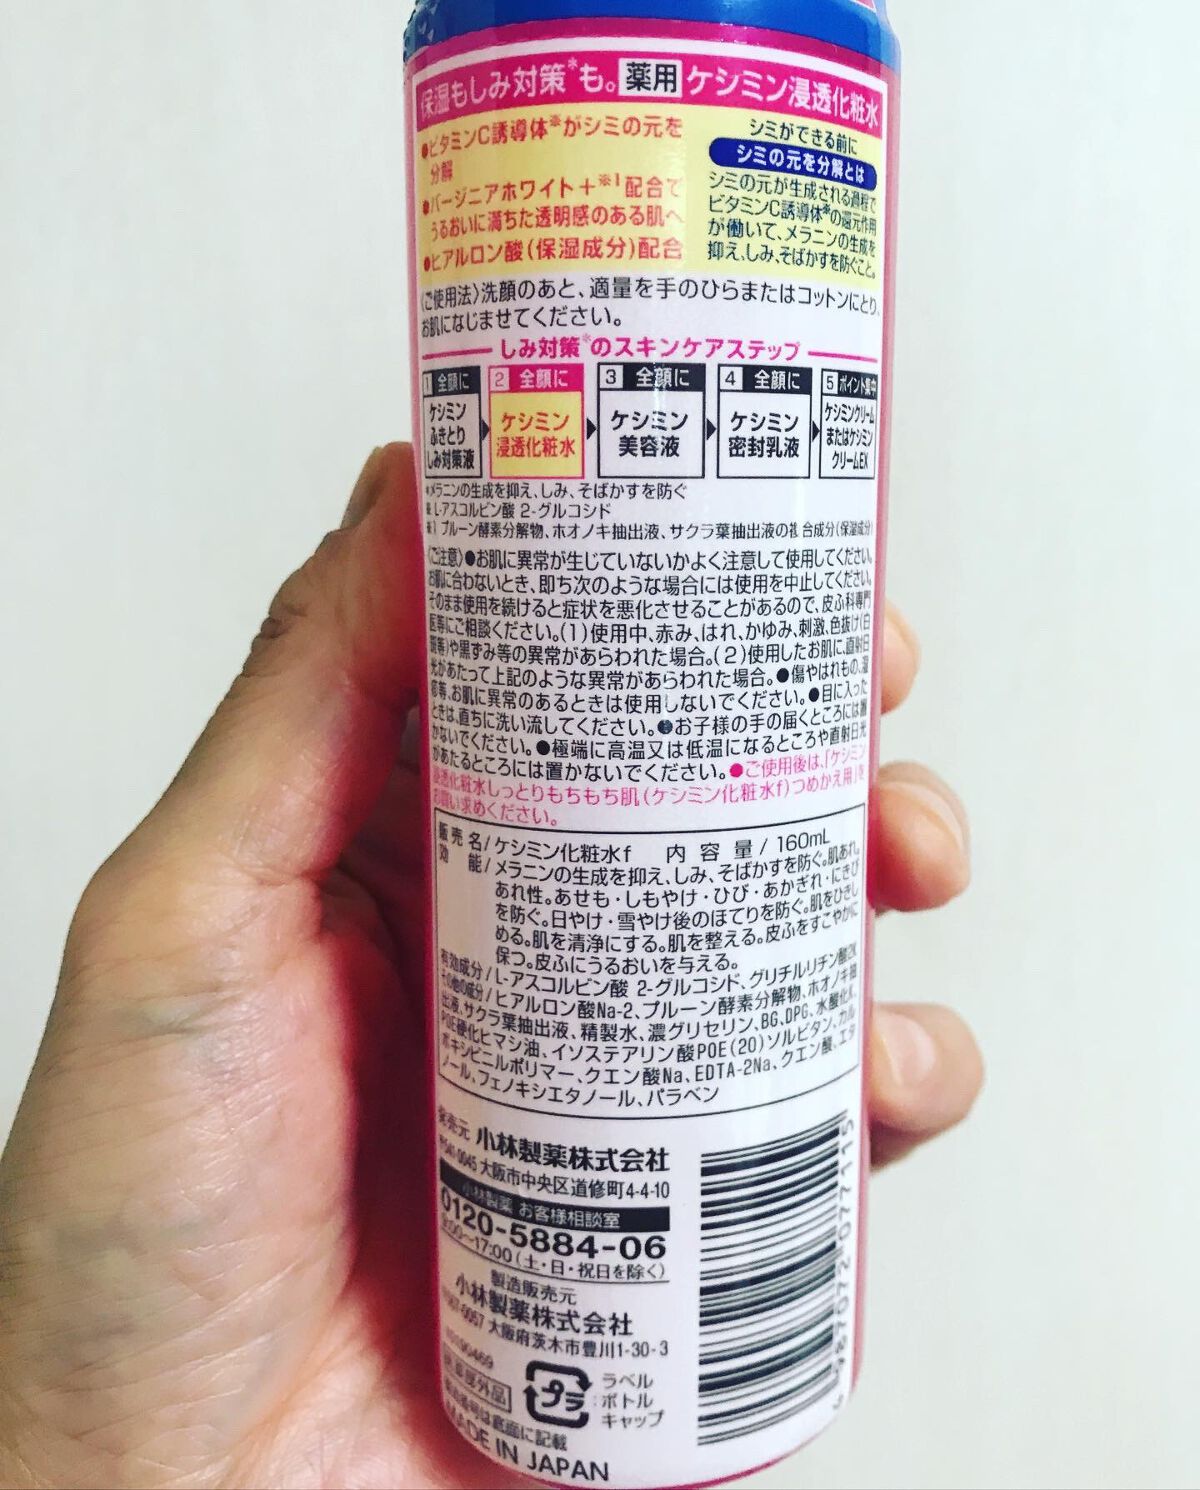 保湿もしみ対策*も。薬用ケシミン浸透化粧水
●ビタミンC誘導体※がシミの元を
分解
●バージニアホワイト+※1配合で
うるおいに満ちた透明感のある肌へ
●ヒアルロン酸(保湿成分)配合
シミができる前に
シミの元を分解とは
シミの元が生成される過程で
ビタミンC誘導体※の還元作用
が働いて、メラニンの生成を
抑え、しみ、そばかすを防ぐこと。
〈ご使用法〉洗顔のあと、適量を手のひらまたはコットンにとり、
お肌になじませてください。
しみ対策*のスキンケアステップ
1 全顔に
ケシミン
ふきとり
しみ対策液
2 全顔に
ケシミン
浸透化粧水
3 全顔に
ケシミン
美容液
4 全顔に
ケシミン
密封乳液
5 ポイント集中
ケシミンクリーム
またはケシミン
クリームEX
*メラニンの生成を抑え、しみ、そばかすを防ぐ
※ L-アスコルビン酸 2-グルコシド
※1 プルーン酵素分解物、ホオノキ抽出液、サクラ葉抽出液の複合成分(保湿成分)
〈ご注意〉●お肌に異常が生じていないかよく注意して使用してください。
お肌に合わないとき、即ち次のような場合には使用を中止してください。
そのまま使用を続けると症状を悪化させることがあるので、皮ふ科専門
医等にご相談ください。(1)使用中、赤み、はれ、かゆみ、刺激、色抜け(白
斑等)や黒ずみ等の異常があらわれた場合。(2)使用したお肌に、直射日
光があたって上記のような異常があらわれた場合。●傷やはれもの、湿
疹等、お肌に異常のあるときは使用しないでください。●目に入った
ときは、直ちに洗い流してください。●お子様の手の届くところには置
かないでください。●極端に高温又は低温になるところや直射日光
があたるところには置かないでください。●ご使用後は、「ケシミン
浸透化粧水しっとりもちもち肌(ケシミン化粧水f)つめかえ用」を
お買い求めください。
販売名/ケシミン化粧水f 内容量/160mL
効能/メラニンの生成を抑え、しみ、そばかすを防ぐ。肌あれ。
あれ性。あせも・しもやけ・ひび・あかぎれ・にきび
を防ぐ。日やけ・雪やけ後のほてりを防ぐ。肌をひきし
める。肌を清浄にする。肌を整える。皮ふをすこやかに
保つ。皮ふにうるおいを与える。
有効成分/L-アスコルビン酸 2-グルコシド、グリチルリチン酸2K
その他の成分/ヒアルロン酸Na-2、プルーン酵素分解物、ホオノキ抽
出液、サクラ葉抽出液、精製水、濃グリセリン、BG、DPG、水酸化K、
POE硬化ヒマシ油、イソステアリン酸POE(20)ソルビタン、カル
ボキシビニルポリマー、クエン酸Na、EDTA-2Na、クエン酸、エタ
ノール、フェノキシエタノール、パラベン
発売元 小林製薬株式会社
〒541-0045 大阪市中央区道修町4-4-10
小林製薬 お客様相談室
0120-5884-06
9:00~17:00(土・日・祝日を除く)
製造販売元
小林製薬株式会社
〒567-0057 大阪府茨木市豊川1-30-3
医薬部外品
製造番号は底面に記載
MADE IN JAPAN
プラ
ラベル
:ボトル
キャップ
4 987072 077115